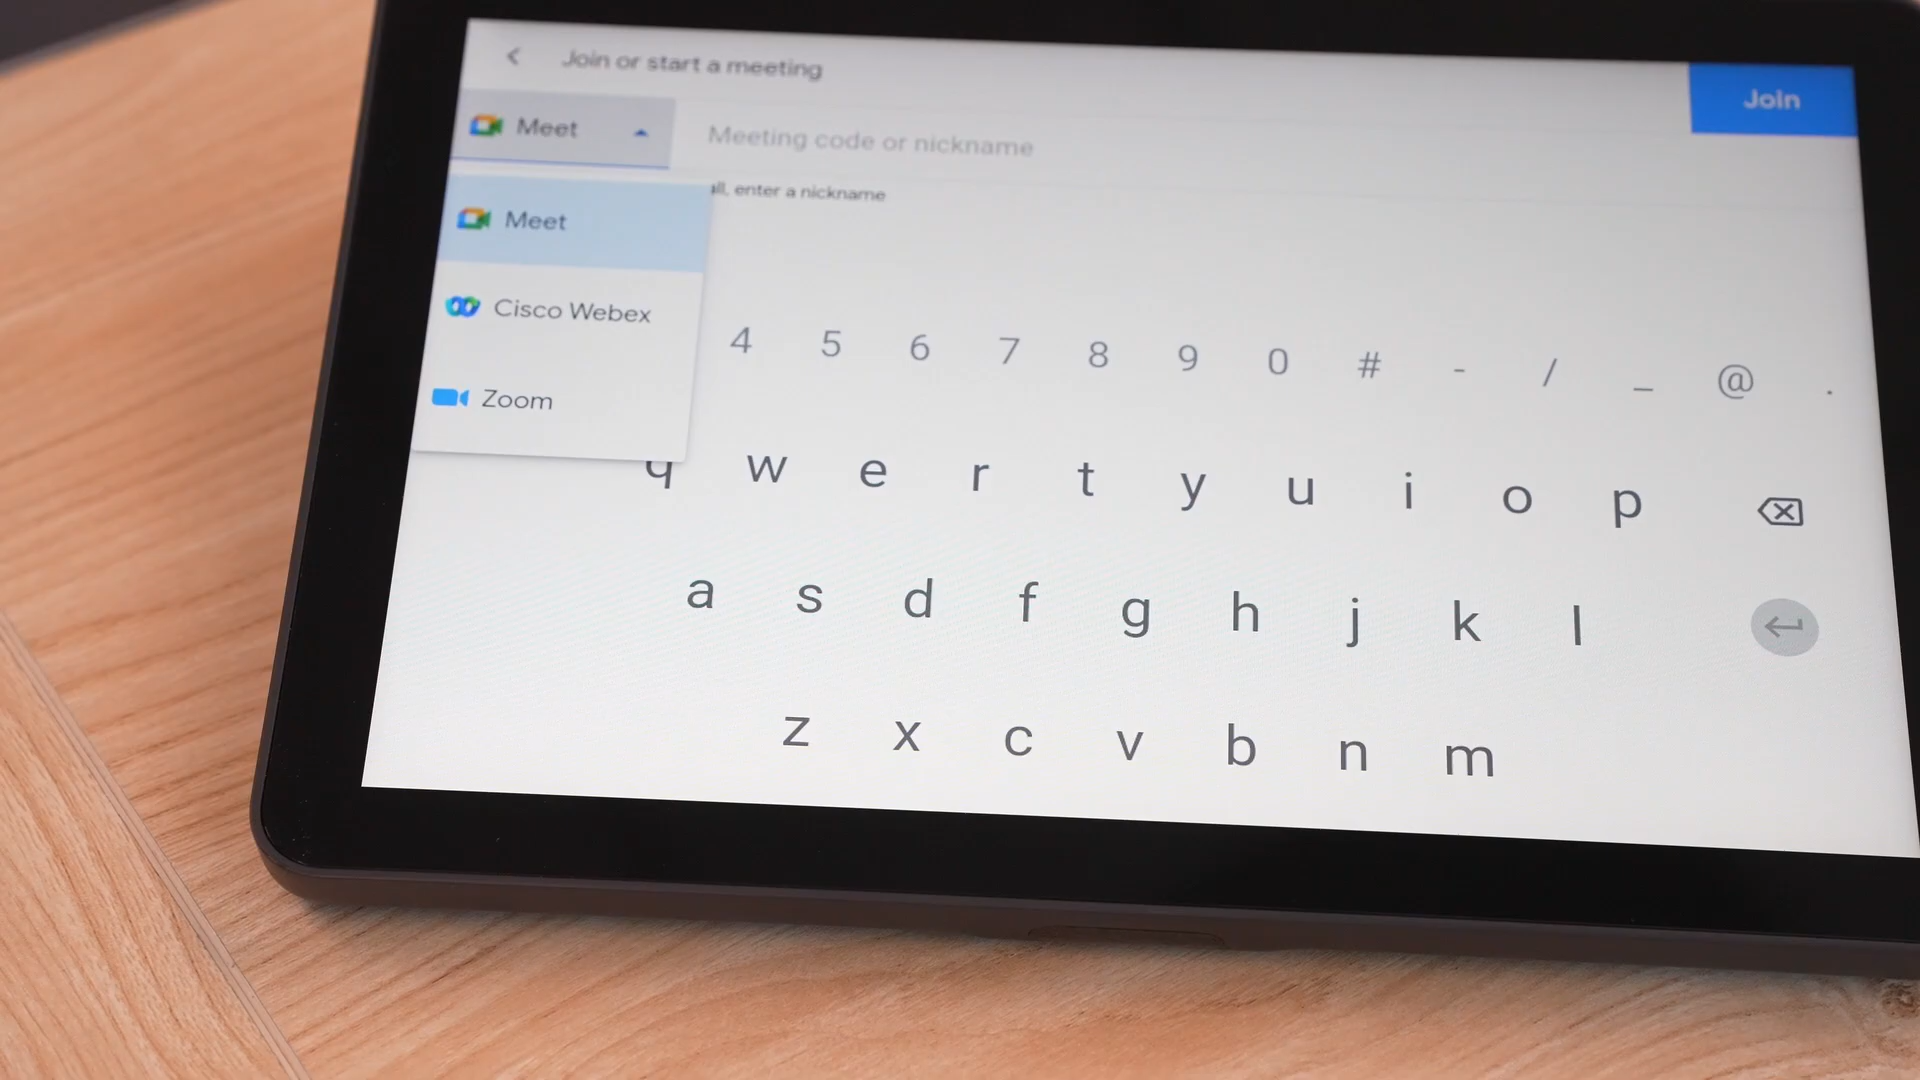 Join or start a meeting
Join
Meet
Meeting code or nickname
enter a nickname
Meet
Cisco Webex
Zoom
4 5 6 7 8 9 0 # - / _ @ .
q w e r t y u i o p
a s d f g h j k l
z x c v b n m